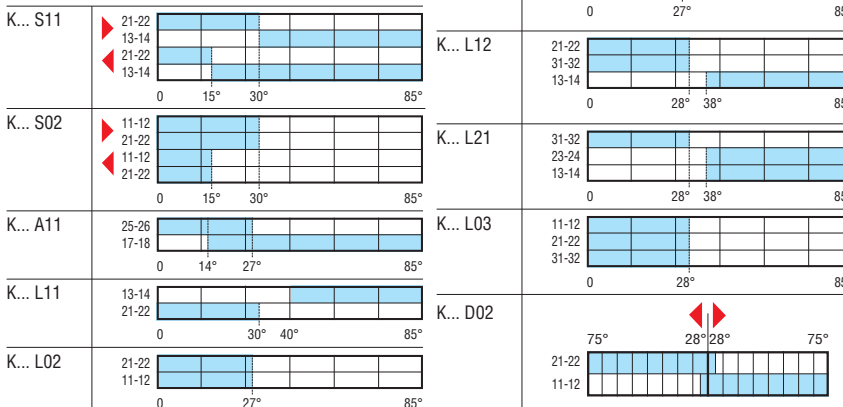 K... S11
21-22
13-14
21-22
13-14
0 15° 30° 85°
K... S02
11-12
21-22
11-12
21-22
0 15° 30° 85°
K... A11
25-26
17-18
0 14° 27° 85°
K... L11
13-14
21-22
0 30° 40° 85°
K... L02
21-22
11-12
0 27° 85°
0 27° 85
K... L12
21-22
31-32
13-14
0 28° 38° 85
K... L21
31-32
23-24
13-14
0 28° 38° 85
K... L03
11-12
21-22
31-32
0 28° 85
K... D02
75° 28° 28° 75°
21-22
11-12